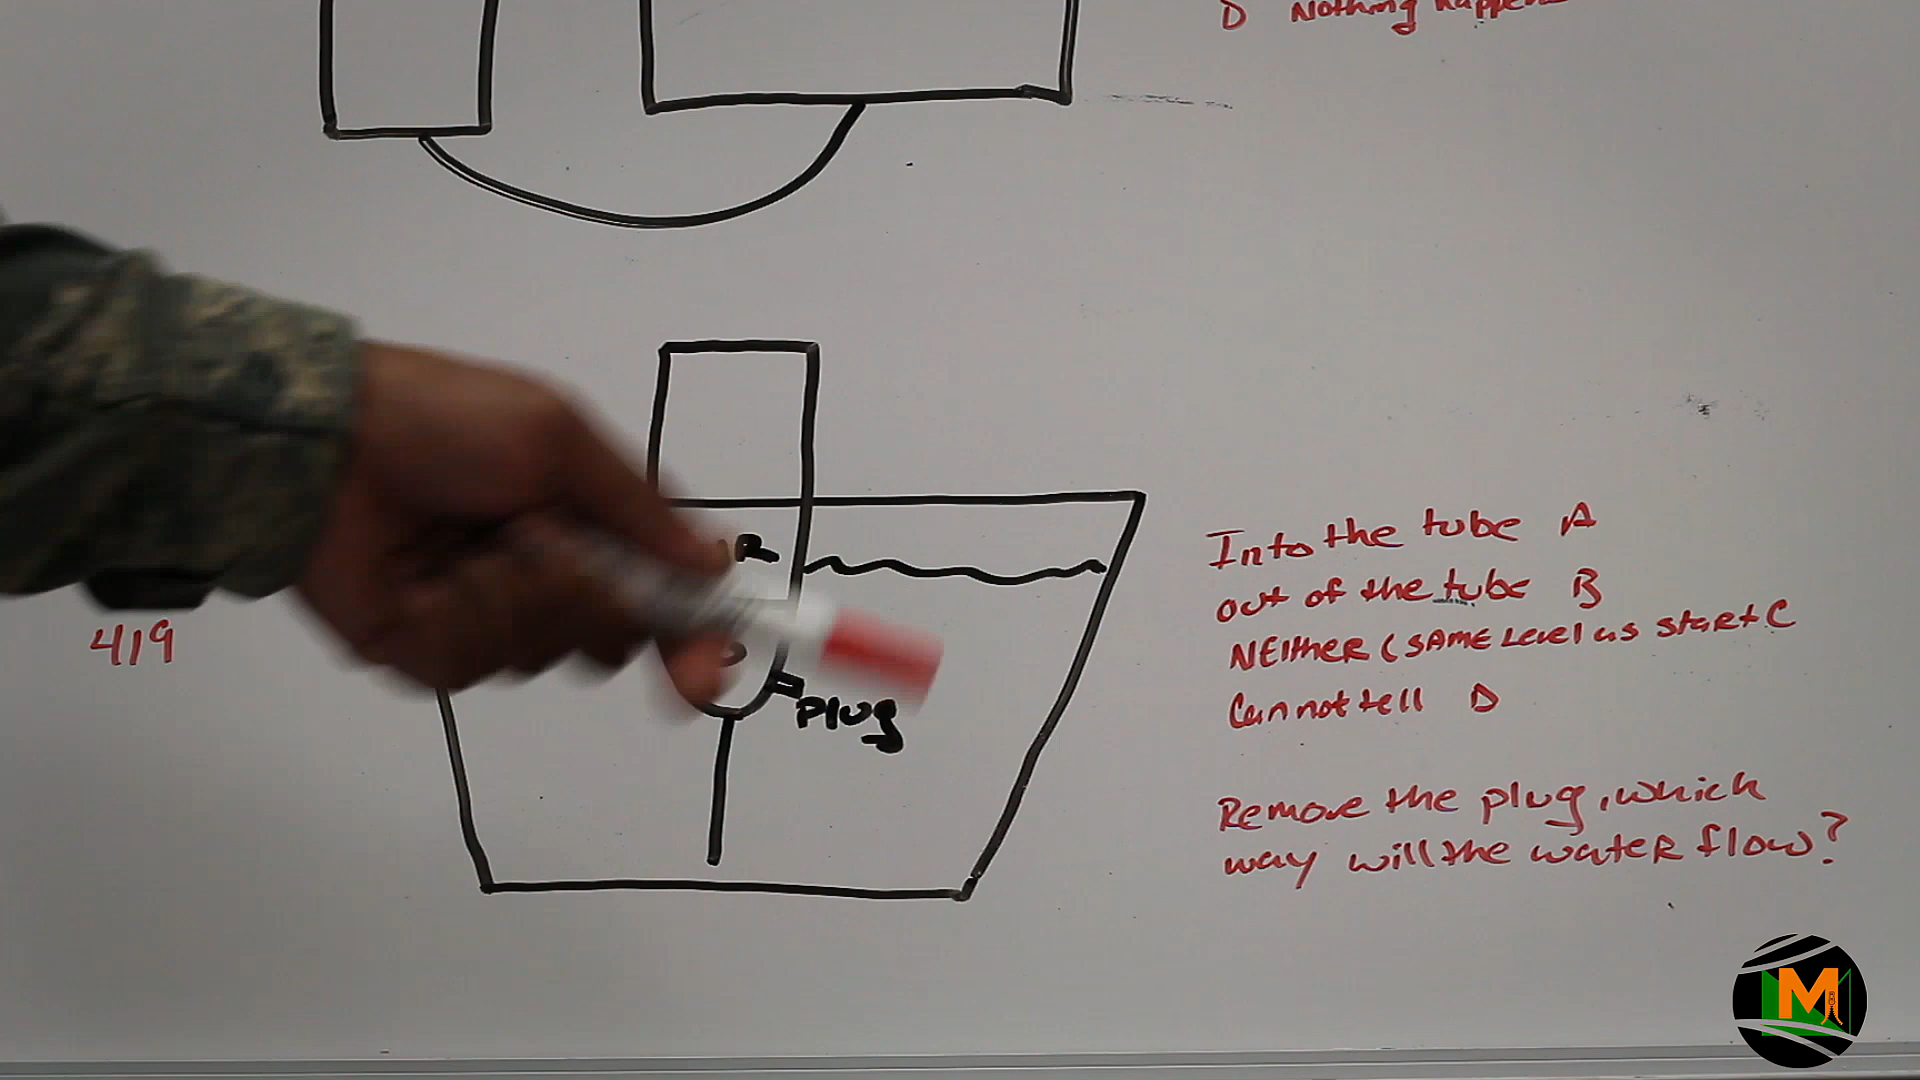 D Nothing happens
Into the tube A
out of the tube B
NEither (SAME Level as start C
Cannot tell D
419
Plug
Remove the plug, which
way will the water flow?
M